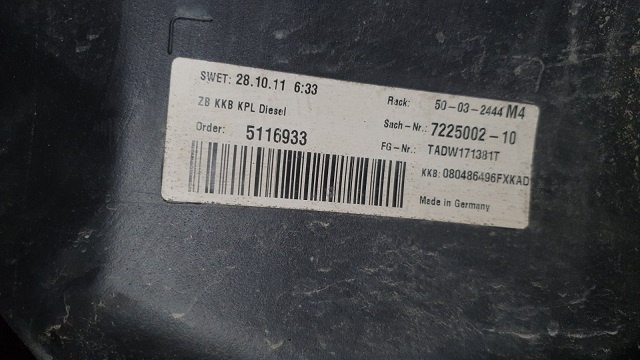 SWET: 28.10.11 6:33
Rack: 50-03-2444 M4
ZB KKB KPL Diesel
Sach-Nr.: 7225002-10
Order: 5116933
FG-Nr.: TADW171381T
KKB: 080486496FXKAD
Made in Germany